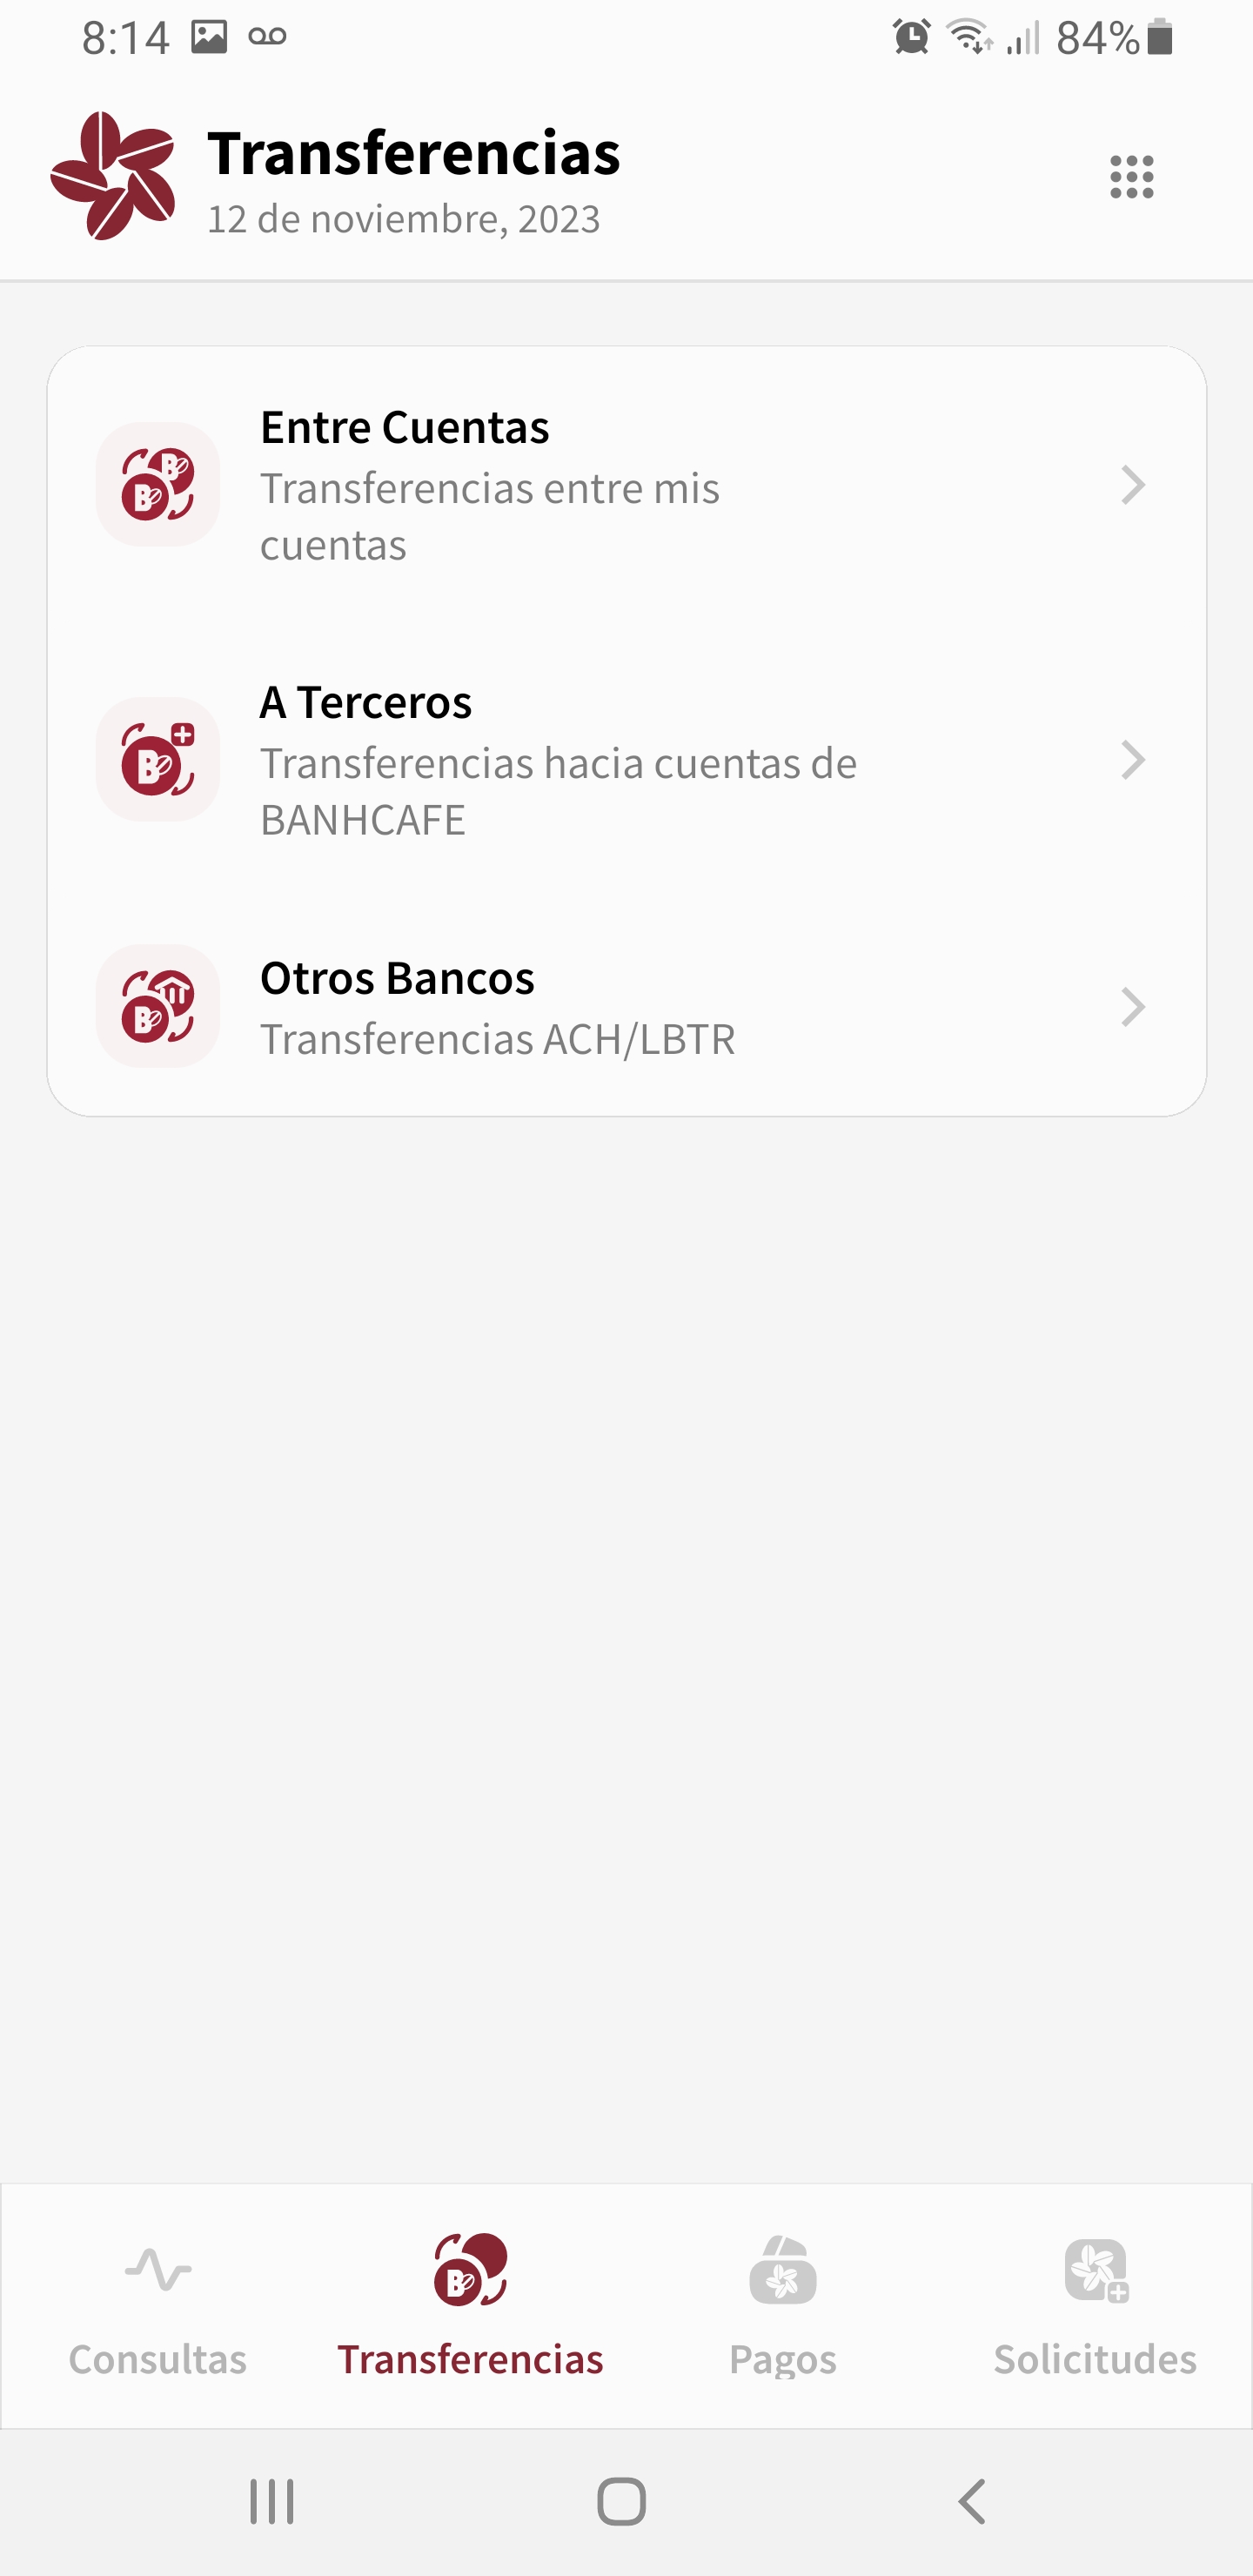 8:14
84%
Transferencias
12 de noviembre, 2023
Entre Cuentas
Transferencias entre mis
cuentas
A Terceros
Transferencias hacia cuentas de
BANHCAFE
Otros Bancos
Transferencias ACH/LBTR
Consultas
Transferencias
Pagos
Solicitudes